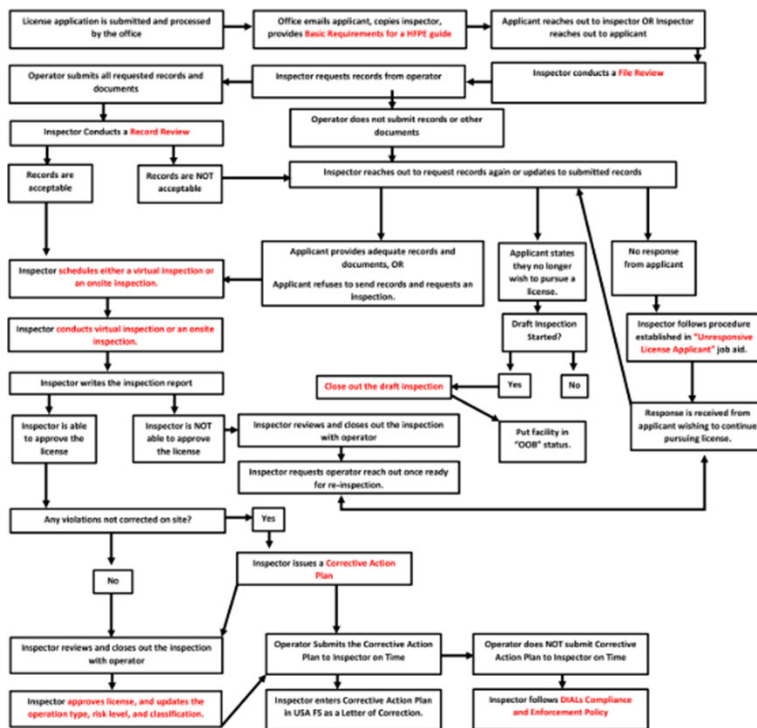 License application is submitted and processed
by the office
Office emails applicant, copies inspector,
provides Basic Requirements for a HFPE guide
Applicant reaches out to inspector OR Inspector
reaches out to applicant
Operator submits all requested records and
documents
Inspector requests records from operator
Inspector conducts a File Review
Inspector Conducts a Record Review
Operator does not submit records or other
documents
Records are
acceptable
Records are NOT
acceptable
Inspector reaches out to request records again or updates to submitted records
Inspector schedules either a virtual inspection or
an onsite inspection.
Applicant provides adequate records and
documents, OR
Applicant refuses to send records and requests an
inspection.
Applicant states
they no longer
wish to pursue a
license.
No response
from applicant
Inspector conducts virtual inspection or an onsite
inspection.
Draft Inspection
Started?
Inspector follows procedure
established in "Unresponsive
License Applicant" job aid.
Inspector writes the inspection report
Close out the draft inspection
Yes
No
Inspector is able
to approve the
license
Inspector is NOT
able to approve
the license
Inspector reviews and closes out the inspection
with operator
Put facility in
"OOB" status.
Response is received from
applicant wishing to continue
pursuing license.
Inspector requests operator reach out once ready
for re-inspection.
Any violations not corrected on site?
Yes
No
Inspector issues a Corrective Action
Plan
Inspector reviews and closes out the inspection
with operator
Operator Submits the Corrective Action
Plan to Inspector on Time
Operator does NOT submit Corrective
Action Plan to Inspector on Time
Inspector approves license, and updates the
operation type, risk level, and classification.
Inspector enters Corrective Action Plan
in USA FS as a Letter of Correction.
Inspector follows DIALs Compliance
and Enforcement Policy